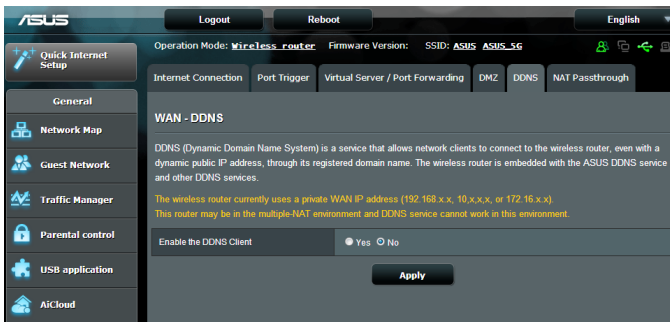 ASUS
Logout
Reboot
English
Quick Internet Setup
Operation Mode: Wireless router Firmware Version: SSID: ASUS ASUS_5G
Internet Connection
Port Trigger
Virtual Server / Port Forwarding
DMZ
DDNS
NAT Passthrough
General
Network Map
Guest Network
Traffic Manager
Parental control
USB application
AiCloud
WAN - DDNS
DDNS (Dynamic Domain Name System) is a service that allows network clients to connect to the wireless router, even with a
dynamic public IP address, through its registered domain name. The wireless router is embedded with the ASUS DDNS service
and other DDNS services.
The wireless router currently uses a private WAN IP address (192.168.x.x, 10,x,x,x, or 172.16.x.x).
This router may be in the multiple-NAT environment and DDNS service cannot work in this environment.
Enable the DDNS Client
Yes No
Apply